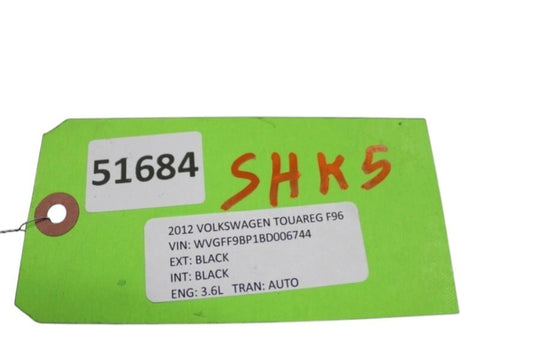 51684
SHK5
2012 VOLKSWAGEN TOUAREG F96
VIN: WVGFF9BP1BD006744
EXT: BLACK
INT: BLACK
ENG: 3.6L TRAN: AUTO